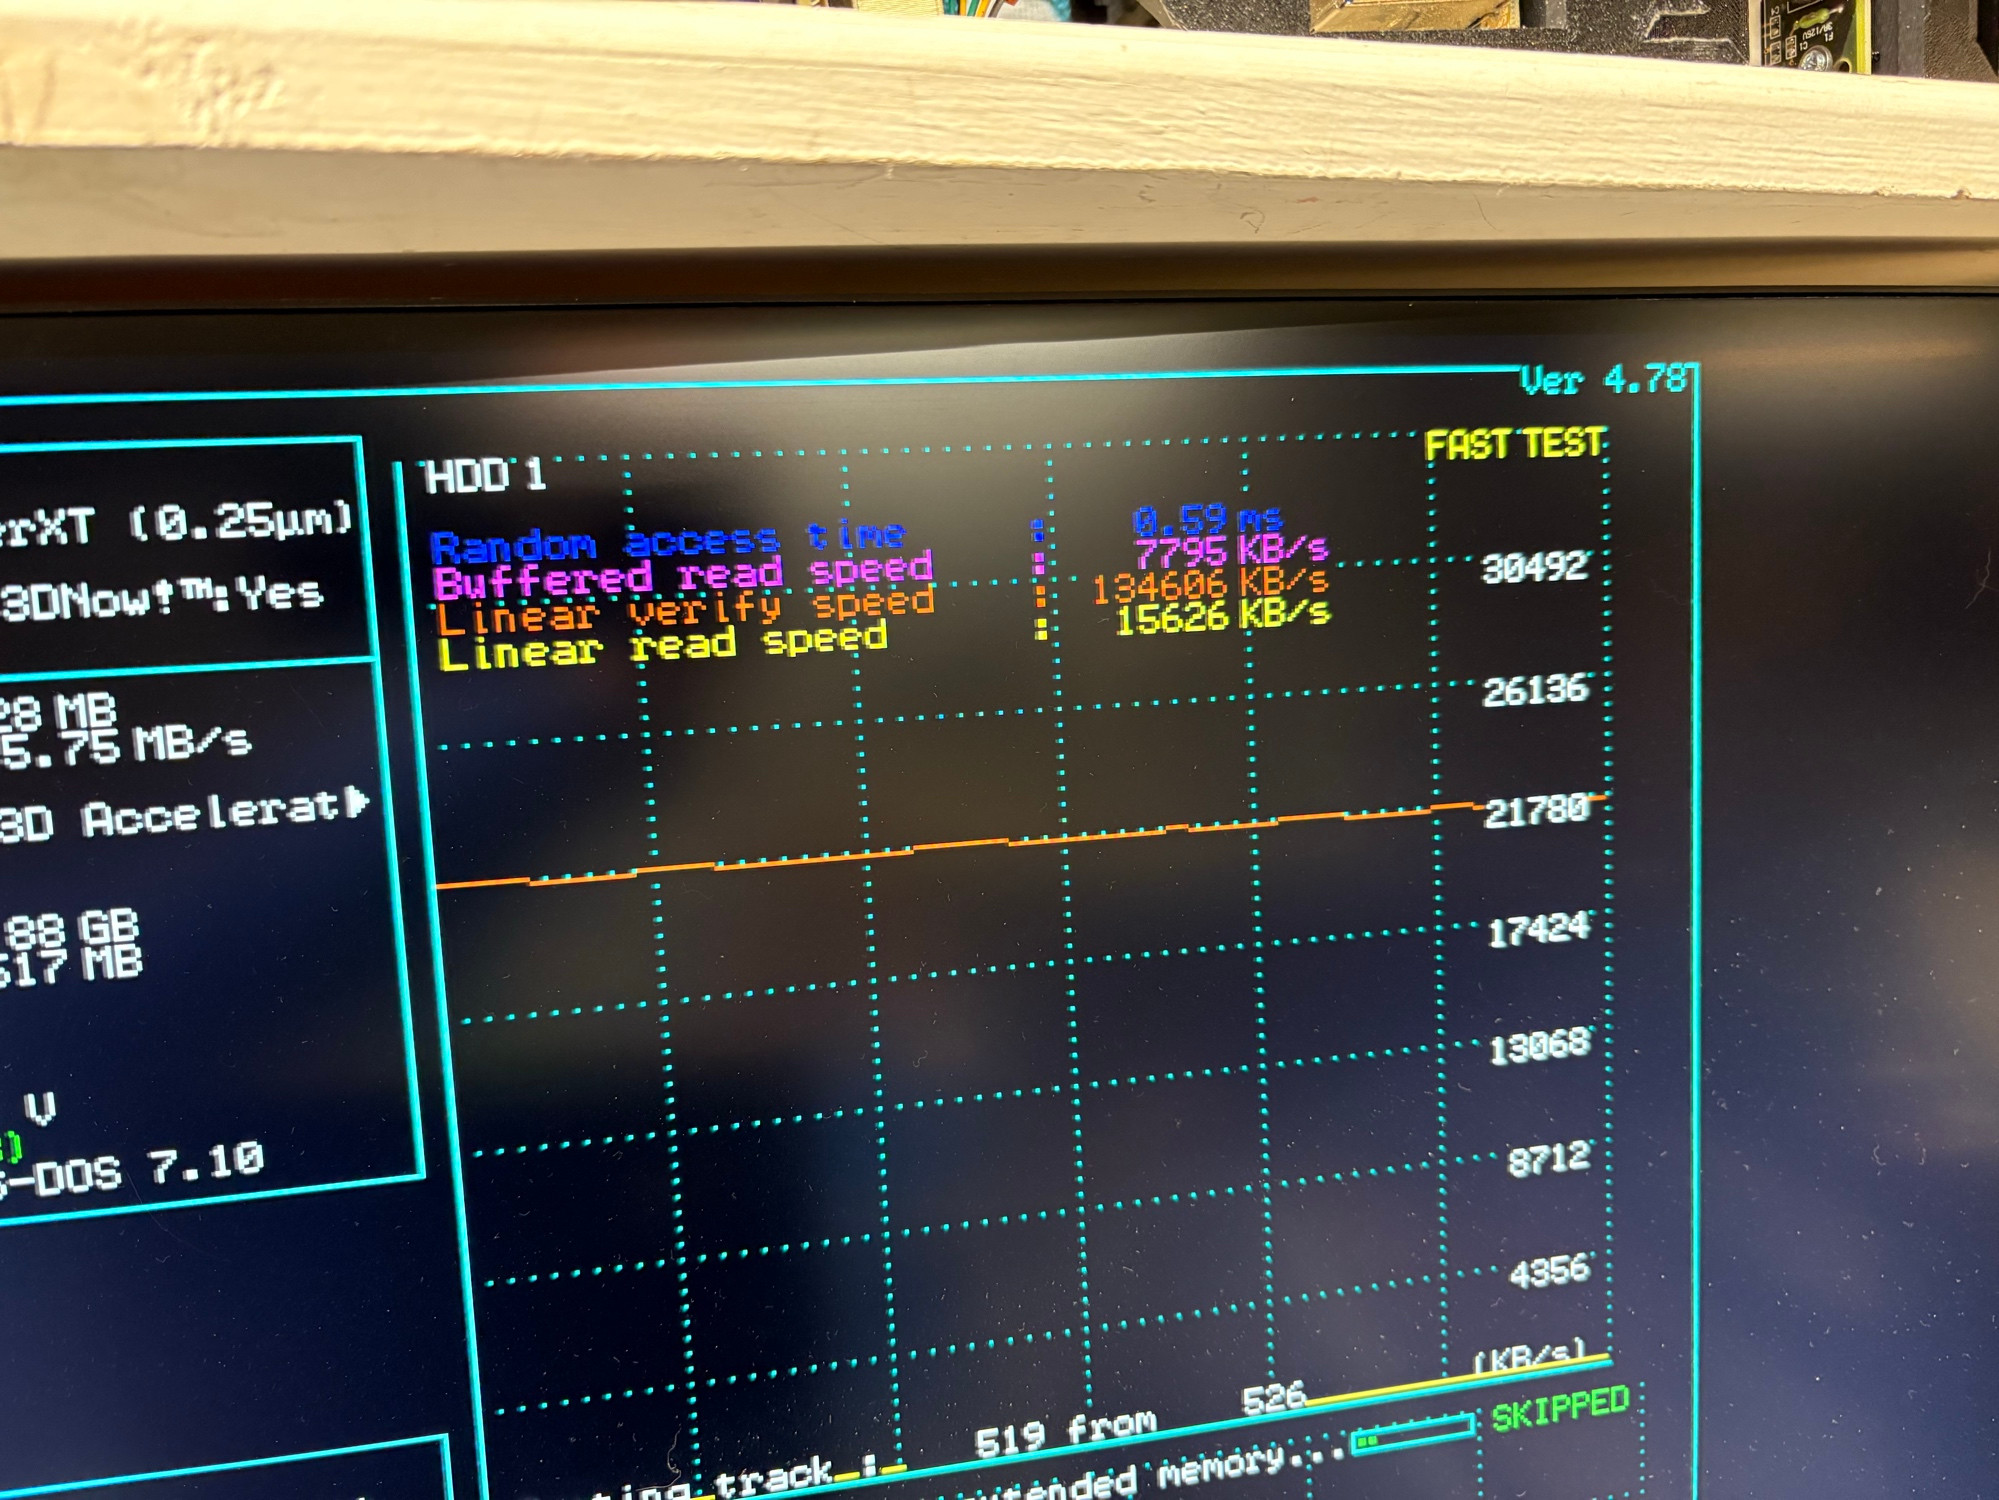 Ver 4.78
FAST TEST
HDD 1
Random access time : 0.59 ms
Buffered read speed : 7795 KB/s
Linear verify speed : 134606 KB/s
Linear read speed : 15626 KB/s
30492
26136
21780
17424
13068
8712
4356
(KB/s)
rXT (0.25µm)
3DNow!™:Yes
28 MB
5.75 MB/s
3D Accelerat
88 GB
517 MB
V
-DOS 7.10
ting track : 519 from 526
xtended memory... SKIPPED